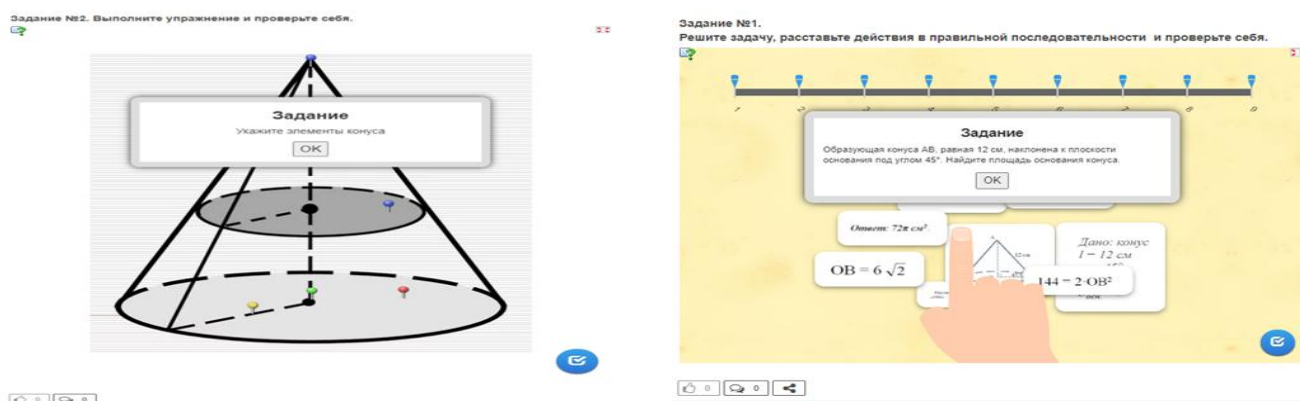 Задание №2. Выполните упражнение и проверьте себя.
Задание
Укажите элементы конуса
OK
0
0
Задание №1.
Решите задачу, расставьте действия в правильной последовательности и проверьте себя.
1 2 3 4 5 6 7 8 9
Задание
Образующая конуса АВ, равная 12 см, наклонена к плоскости
основания под углом 45°. Найдите площадь основания конуса.
OK
Ответ: 72π см².
OB = 6 √2
12 см
Дано: конус
l = 12 см
144 = 2·OB²
0
0